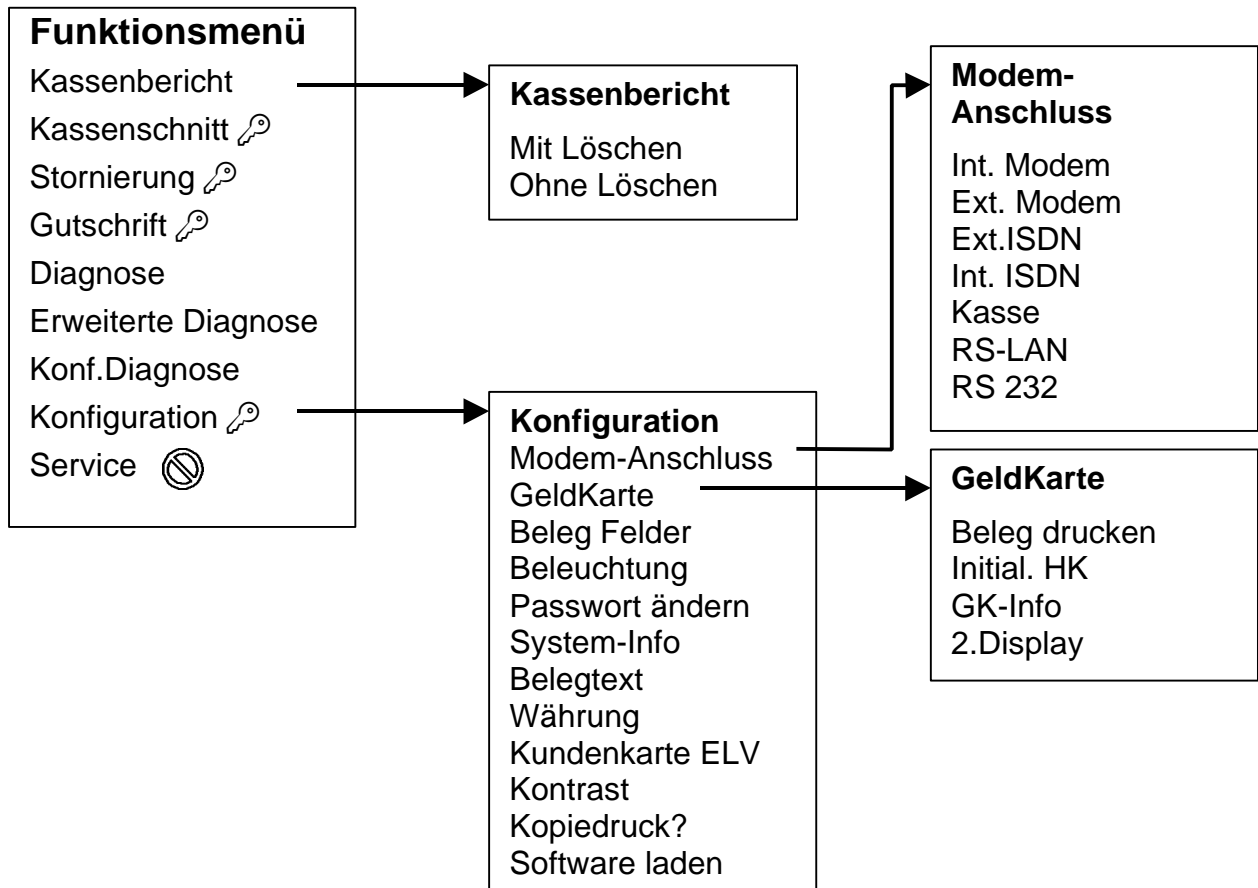 Funktionsmenü
Kassenbericht
Kassenschnitt
Stornierung
Gutschrift
Diagnose
Erweiterte Diagnose
Konf.Diagnose
Konfiguration
Service
Kassenbericht
Mit Löschen
Ohne Löschen
Konfiguration
Modem-Anschluss
GeldKarte
Beleg Felder
Beleuchtung
Passwort ändern
System-Info
Belegtext
Währung
Kundenkarte ELV
Kontrast
Kopiedruck?
Software laden
Modem-
Anschluss
Int. Modem
Ext. Modem
Ext.ISDN
Int. ISDN
Kasse
RS-LAN
RS 232
GeldKarte
Beleg drucken
Initial. HK
GK-Info
2.Display